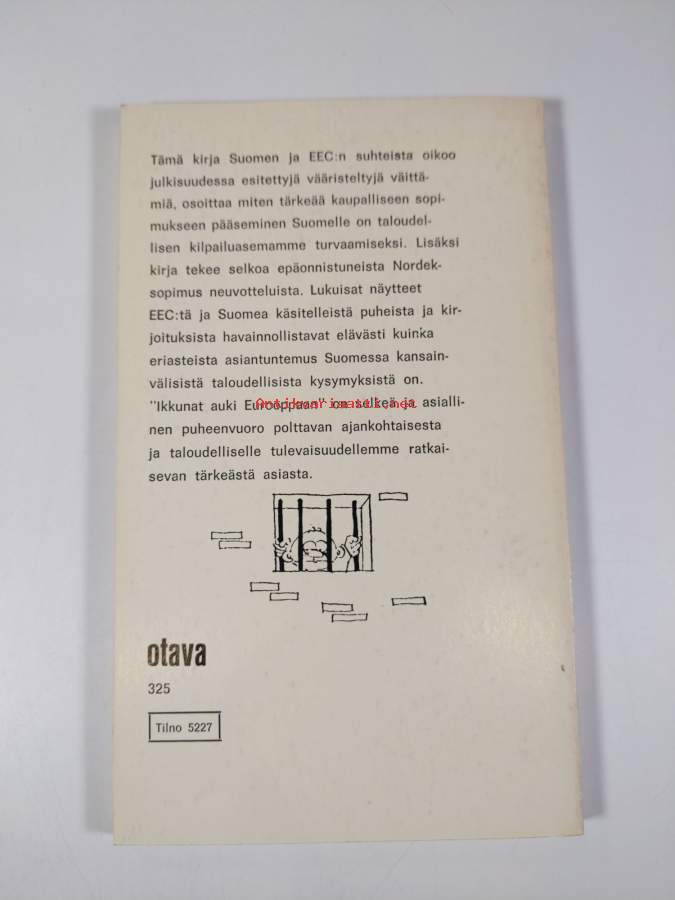 Tämä kirja Suomen ja EEC:n suhteista oikoo
julkisuudessa esitettyjä vääristeltyjä väittä-
miä, osoittaa miten tärkeää kaupalliseen sopi-
mukseen pääseminen Suomelle on taloudel-
lisen kilpailuasemamme turvaamiseksi. Lisäksi
kirja tekee selkoa epäonnistuneista Nordek-
sopimus neuvotteluista. Lukuisat näytteet
EEC:tä ja Suomea käsitelleistä puheista ja kir-
joituksista havainnollistavat elävästi kuinka
eriasteista asiantuntemus Suomessa kansain-
välisistä taloudellisista kysymyksistä on.
"Ikkunat auki Eurooppaan" on selkeä ja asialli-
Antikvariaatti.net
nen puheenvuoro polttavan ajankohtaisesta
ja taloudelliselle tulevaisuudellemme ratkai-
sevan tärkeästä asiasta.
otava
325
Tilno 5227